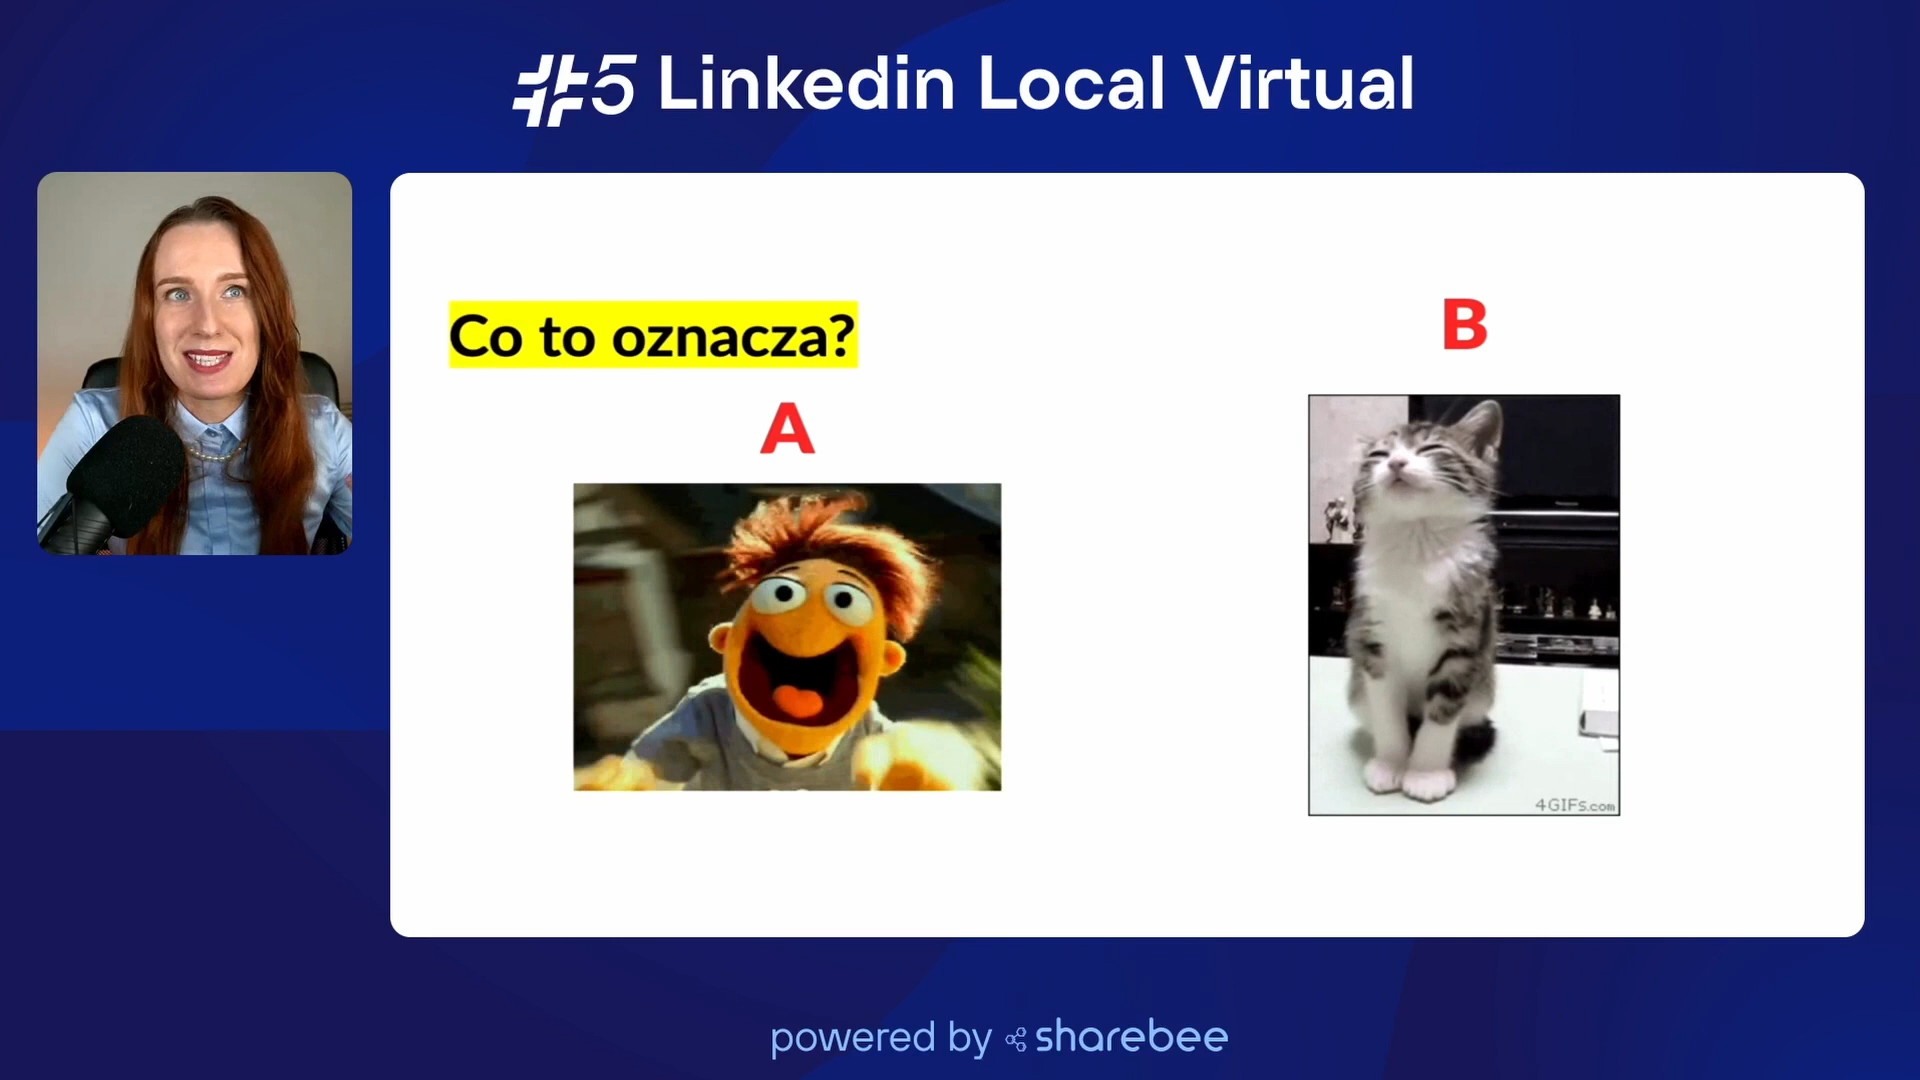 #5 Linkedin Local Virtual
Co to oznacza?
A
B
4GIFs.com
powered by sharebee